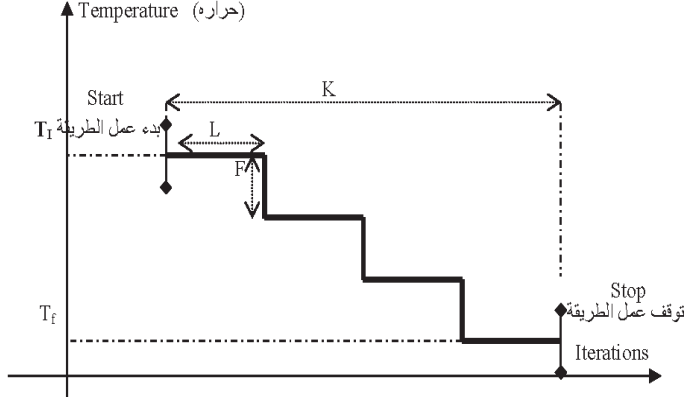 Temperature (حراره)
K
Start
T_I بدء عمل الطريقة
L
F
Stop
T_f
توقف عمل الطريقة
Iterations